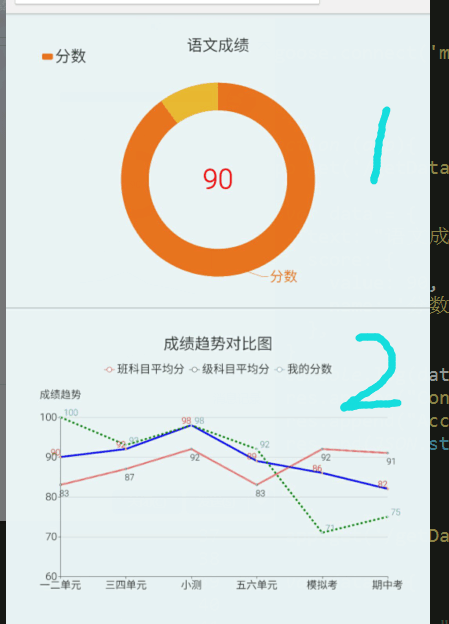 语文成绩
分数
90
分数
1
成绩趋势对比图
班科目平均分 级科目平均分 我的分数
2
成绩趋势
100
90
80
70
60
100
90
83
92
93
87
98
98
92
89
92
83
86
92
71
82
91
75
一二单元 三四单元 小测 五六单元 模拟考 期中考
'm
ta
成
,
数
at
on
cc
st
Da